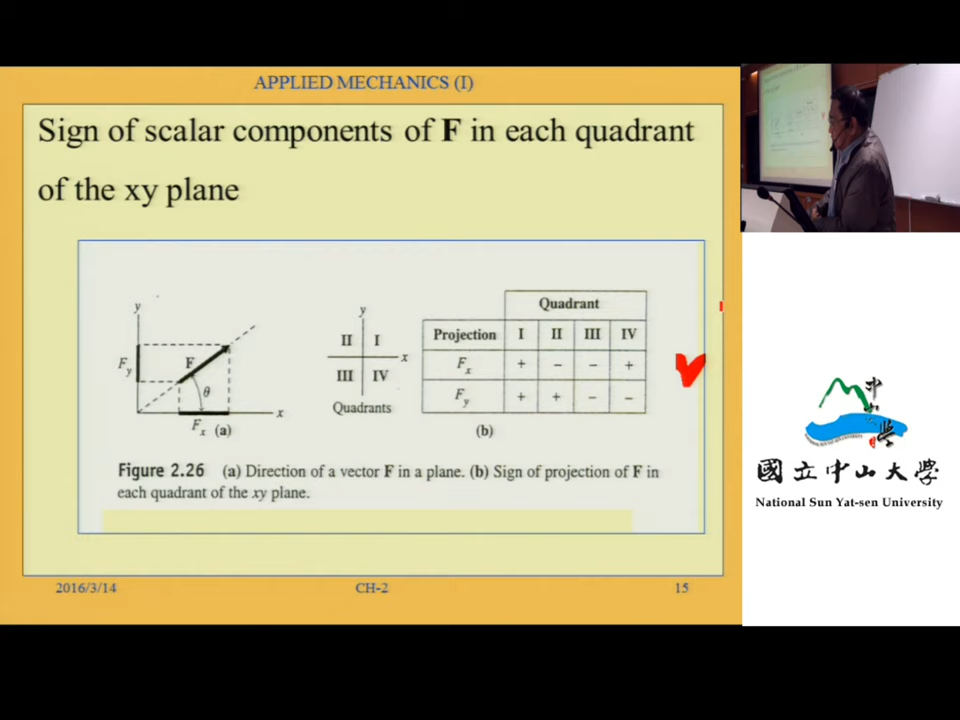 APPLIED MECHANICS (I)
Sign of scalar components of F in each quadrant
of the xy plane
y
F
Fy
θ
x
Fx (a)
y
II I
x
III IV
Quadrants
Quadrant
Projection I II III IV
Fx + − − +
Fy + + − −
(b)
Figure 2.26 (a) Direction of a vector F in a plane. (b) Sign of projection of F in
each quadrant of the xy plane.
2016/3/14 CH-2 15
國立中山大學
National Sun Yat-sen University